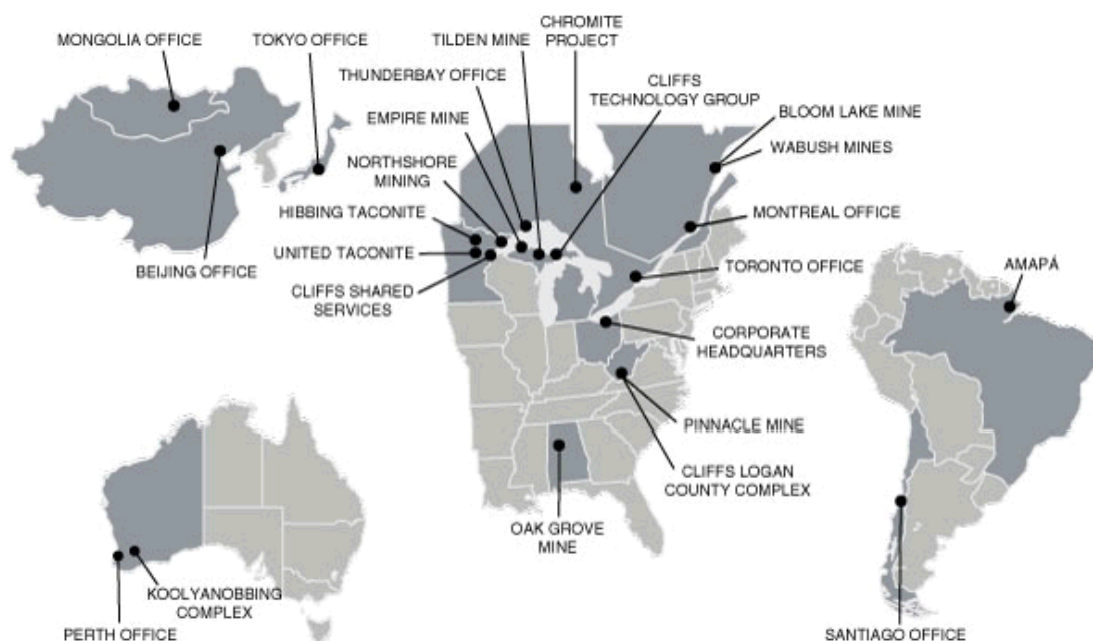 MONGOLIA OFFICE
TOKYO OFFICE
BEIJING OFFICE
CHROMITE
PROJECT
TILDEN MINE
THUNDERBAY OFFICE
CLIFFS
TECHNOLOGY GROUP
EMPIRE MINE
BLOOM LAKE MINE
WABUSH MINES
NORTHSHORE
MINING
HIBBING TACONITE
MONTREAL OFFICE
UNITED TACONITE
TORONTO OFFICE
CLIFFS SHARED
SERVICES
CORPORATE
HEADQUARTERS
PINNACLE MINE
CLIFFS LOGAN
COUNTY COMPLEX
OAK GROVE
MINE
AMAPÁ
SANTIAGO OFFICE
KOOLYANOBBING
COMPLEX
PERTH OFFICE